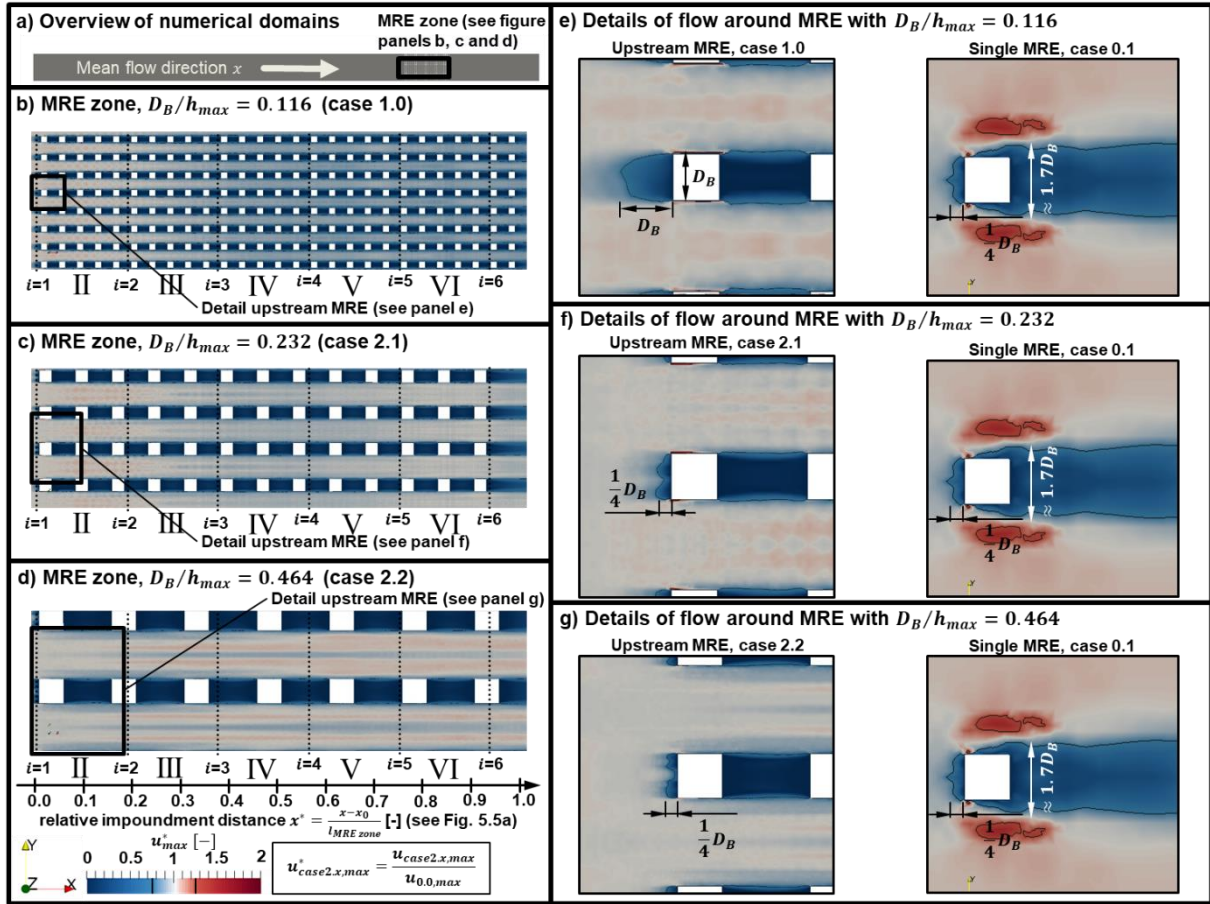 a) Overview of numerical domains
MRE zone (see figure
panels b, c and d)
Mean flow direction x
b) MRE zone, D_B/h_max = 0.116 (case 1.0)
i=1 II i=2 III i=3 IV i=4 V i=5 VI i=6
Detail upstream MRE (see panel e)
c) MRE zone, D_B/h_max = 0.232 (case 2.1)
i=1 II i=2 III i=3 IV i=4 V i=5 VI i=6
Detail upstream MRE (see panel f)
d) MRE zone, D_B/h_max = 0.464 (case 2.2)
Detail upstream MRE (see panel g)
i=1 II i=2 III i=3 IV i=4 V i=5 VI i=6
0.0 0.1 0.2 0.3 0.4 0.5 0.6 0.7 0.8 0.9 1.0
relative impoundment distance x* = (x−x_0)/l_MRE zone [-] (see Fig. 5.5a)
u*_max [−]
0 0.5 1 1.5 2
Y
Z X
u*_case2.x,max = u_case2.x,max / u_0.0,max
e) Details of flow around MRE with D_B/h_max = 0.116
Upstream MRE, case 1.0
Single MRE, case 0.1
D_B
D_B
≈ 1.7D_B
1/4 D_B
Y
f) Details of flow around MRE with D_B/h_max = 0.232
Upstream MRE, case 2.1
Single MRE, case 0.1
1/4 D_B
≈ 1.7D_B
1/4 D_B
Y
g) Details of flow around MRE with D_B/h_max = 0.464
Upstream MRE, case 2.2
Single MRE, case 0.1
1/4 D_B
≈ 1.7D_B
1/4 D_B
Y